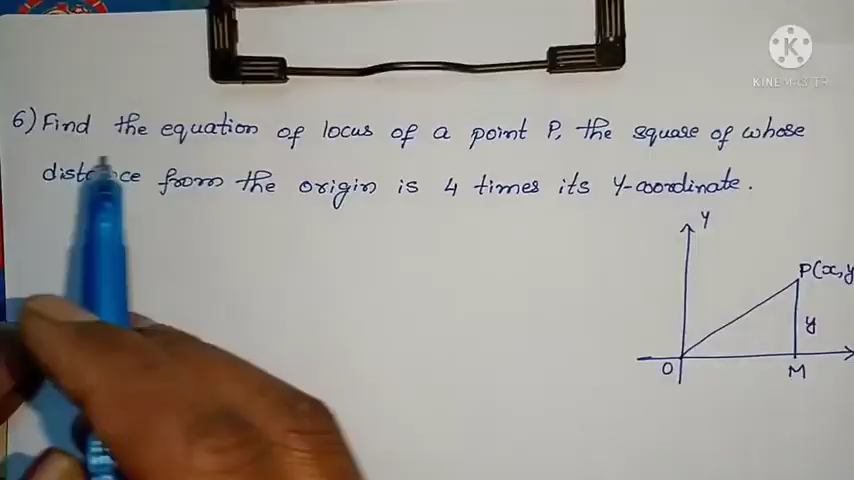 K
KINEMASTER
6) Find the equation of locus of a point P, the square of whose
distance from the origin is 4 times its Y-coordinate.
Y
P(x,y
y
O
M